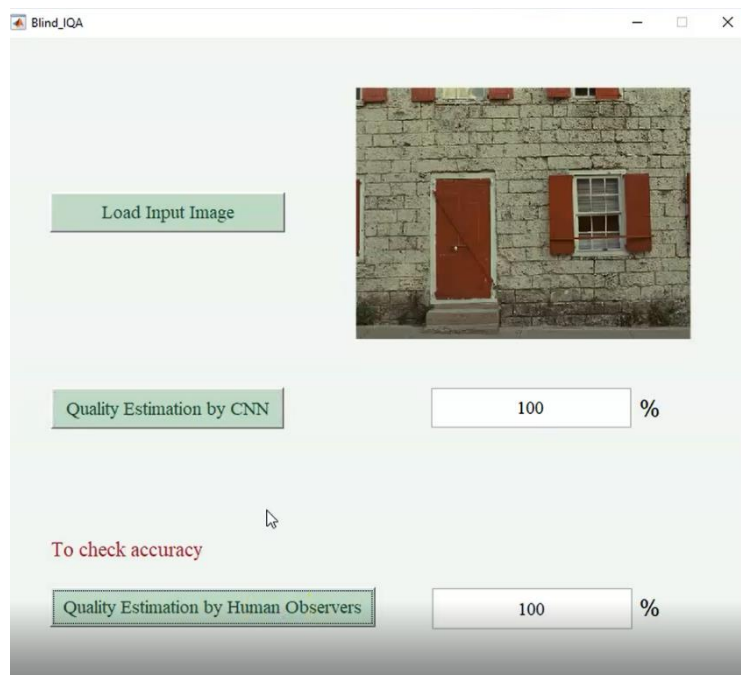 Blind_IQA
Load Input Image
Quality Estimation by CNN
100 %
To check accuracy
Quality Estimation by Human Observers
100 %